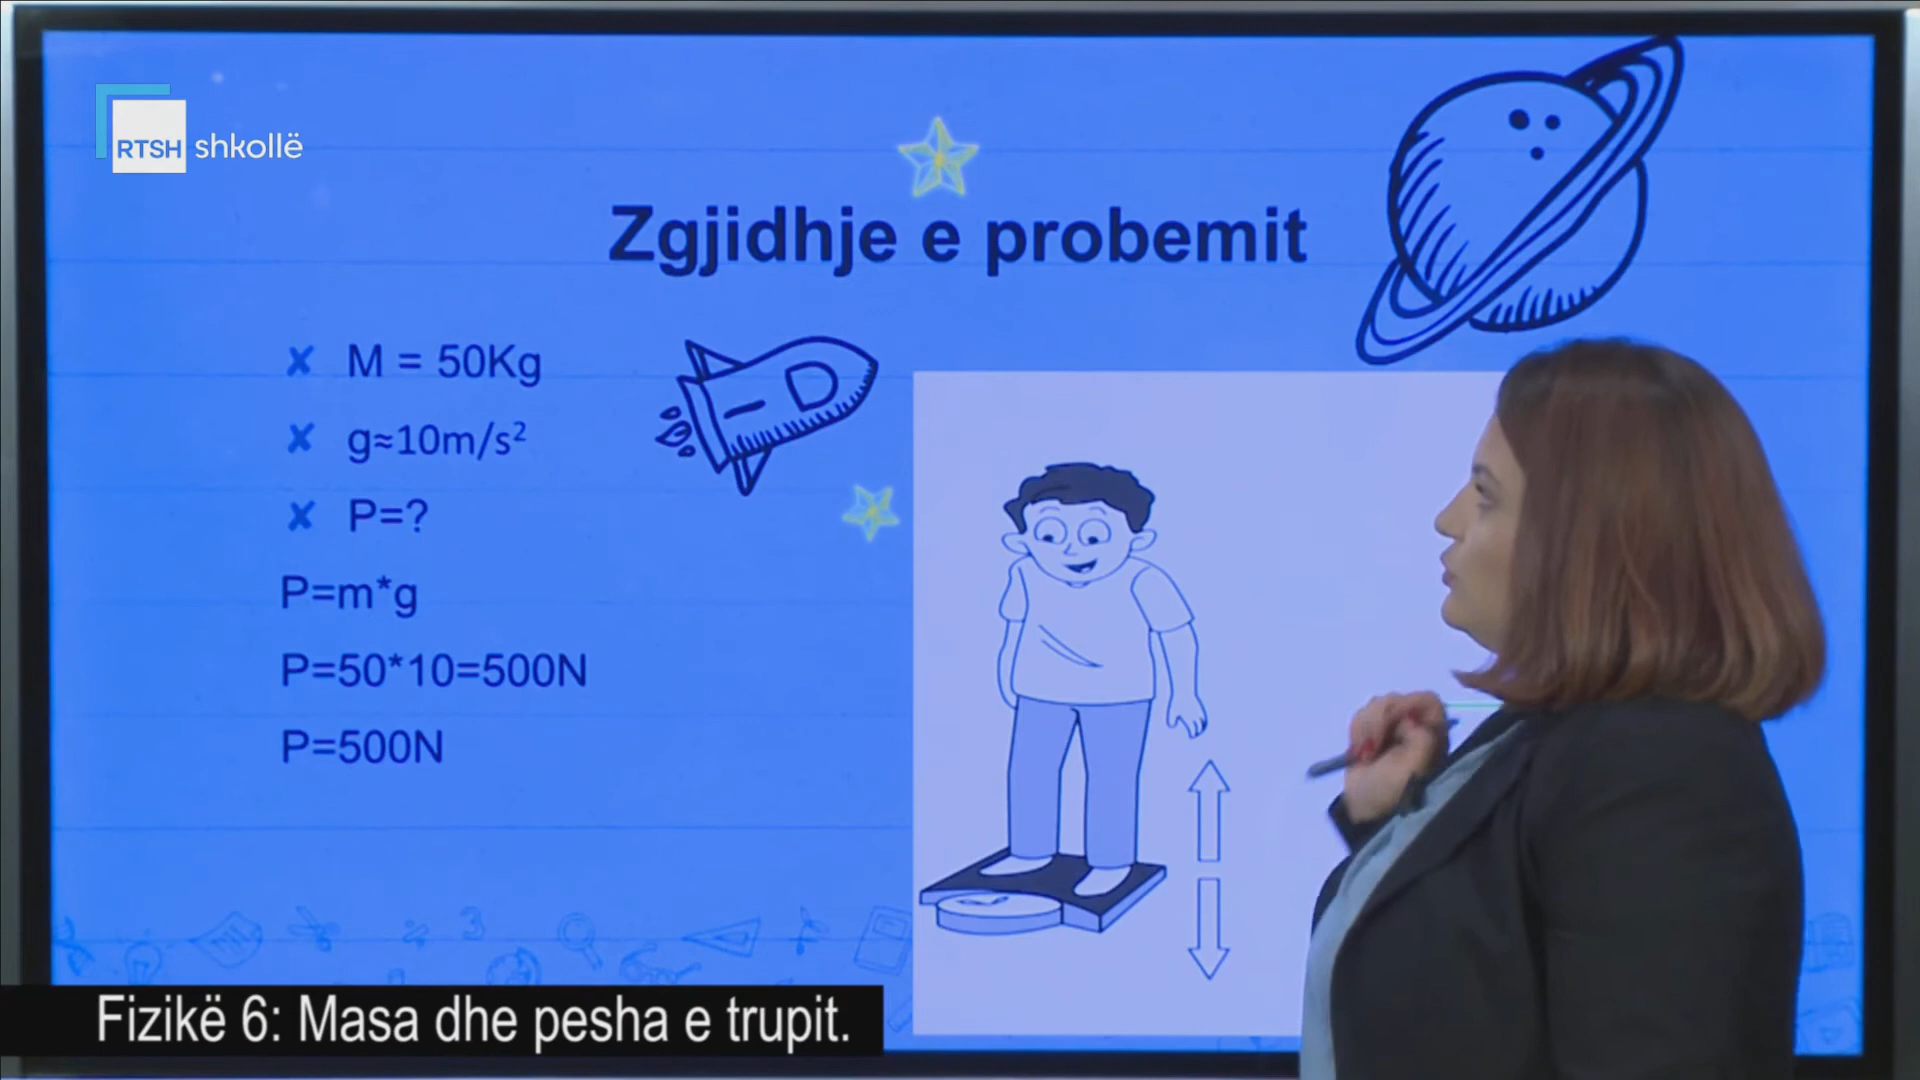 RTSH shkollë
Zgjidhje e probemit
M = 50Kg
g≈10m/s²
P=?
P=m*g
P=50*10=500N
P=500N
Fizikë 6: Masa dhe pesha e trupit.